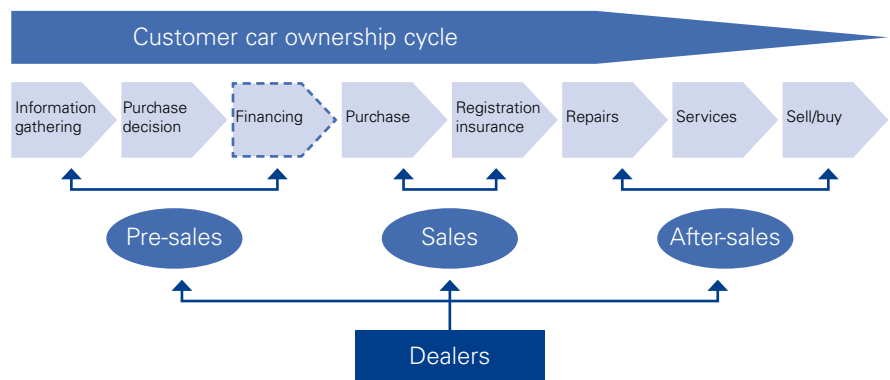 Customer car ownership cycle
Information
gathering
Purchase
decision
Financing
Purchase
Registration
insurance
Repairs
Services
Sell/buy
Pre-sales
Sales
After-sales
Dealers